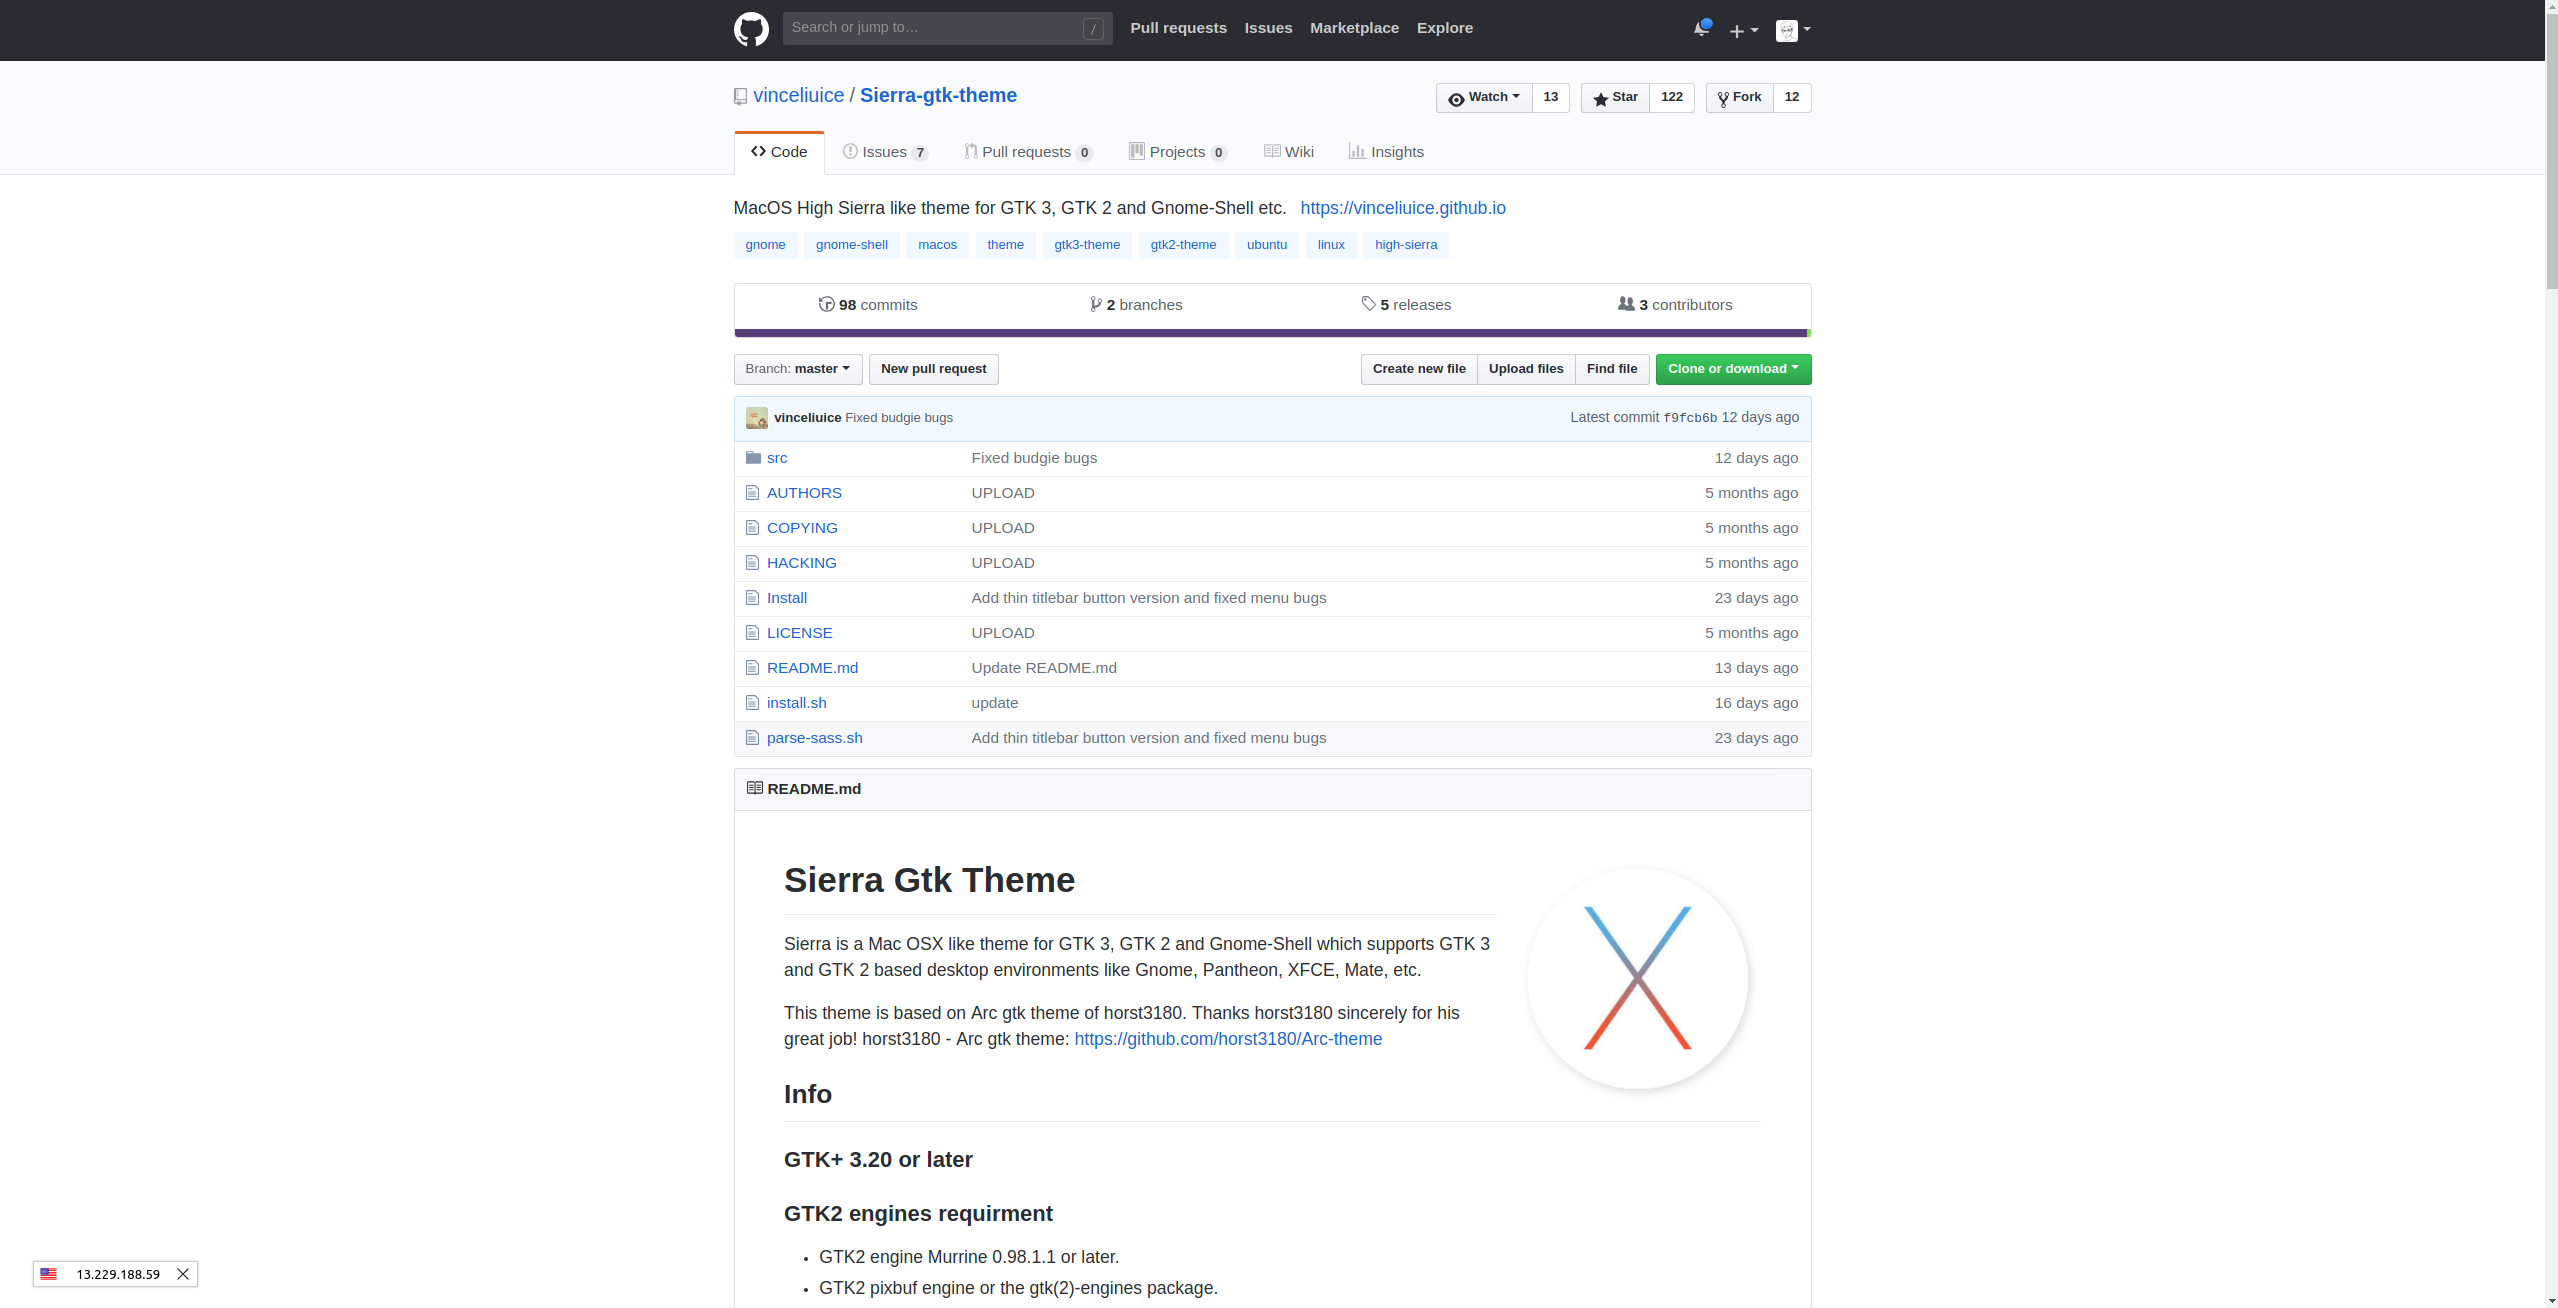 Search or jump to… / Pull requests Issues Marketplace Explore
vinceliuice / Sierra-gtk-theme Watch 13 Star 122 Fork 12
Code Issues 7 Pull requests 0 Projects 0 Wiki Insights
MacOS High Sierra like theme for GTK 3, GTK 2 and Gnome-Shell etc. https://vinceliuice.github.io
gnome gnome-shell macos theme gtk3-theme gtk2-theme ubuntu linux high-sierra
98 commits 2 branches 5 releases 3 contributors
Branch: master New pull request Create new file Upload files Find file Clone or download
vinceliuice Fixed budgie bugs Latest commit f9fcb6b 12 days ago
src Fixed budgie bugs 12 days ago
AUTHORS UPLOAD 5 months ago
COPYING UPLOAD 5 months ago
HACKING UPLOAD 5 months ago
Install Add thin titlebar button version and fixed menu bugs 23 days ago
LICENSE UPLOAD 5 months ago
README.md Update README.md 13 days ago
install.sh update 16 days ago
parse-sass.sh Add thin titlebar button version and fixed menu bugs 23 days ago
README.md
Sierra Gtk Theme
Sierra is a Mac OSX like theme for GTK 3, GTK 2 and Gnome-Shell which supports GTK 3
and GTK 2 based desktop environments like Gnome, Pantheon, XFCE, Mate, etc.
This theme is based on Arc gtk theme of horst3180. Thanks horst3180 sincerely for his
great job! horst3180 - Arc gtk theme: https://github.com/horst3180/Arc-theme
Info
GTK+ 3.20 or later
GTK2 engines requirment
• GTK2 engine Murrine 0.98.1.1 or later.
• GTK2 pixbuf engine or the gtk(2)-engines package.
13.229.188.59